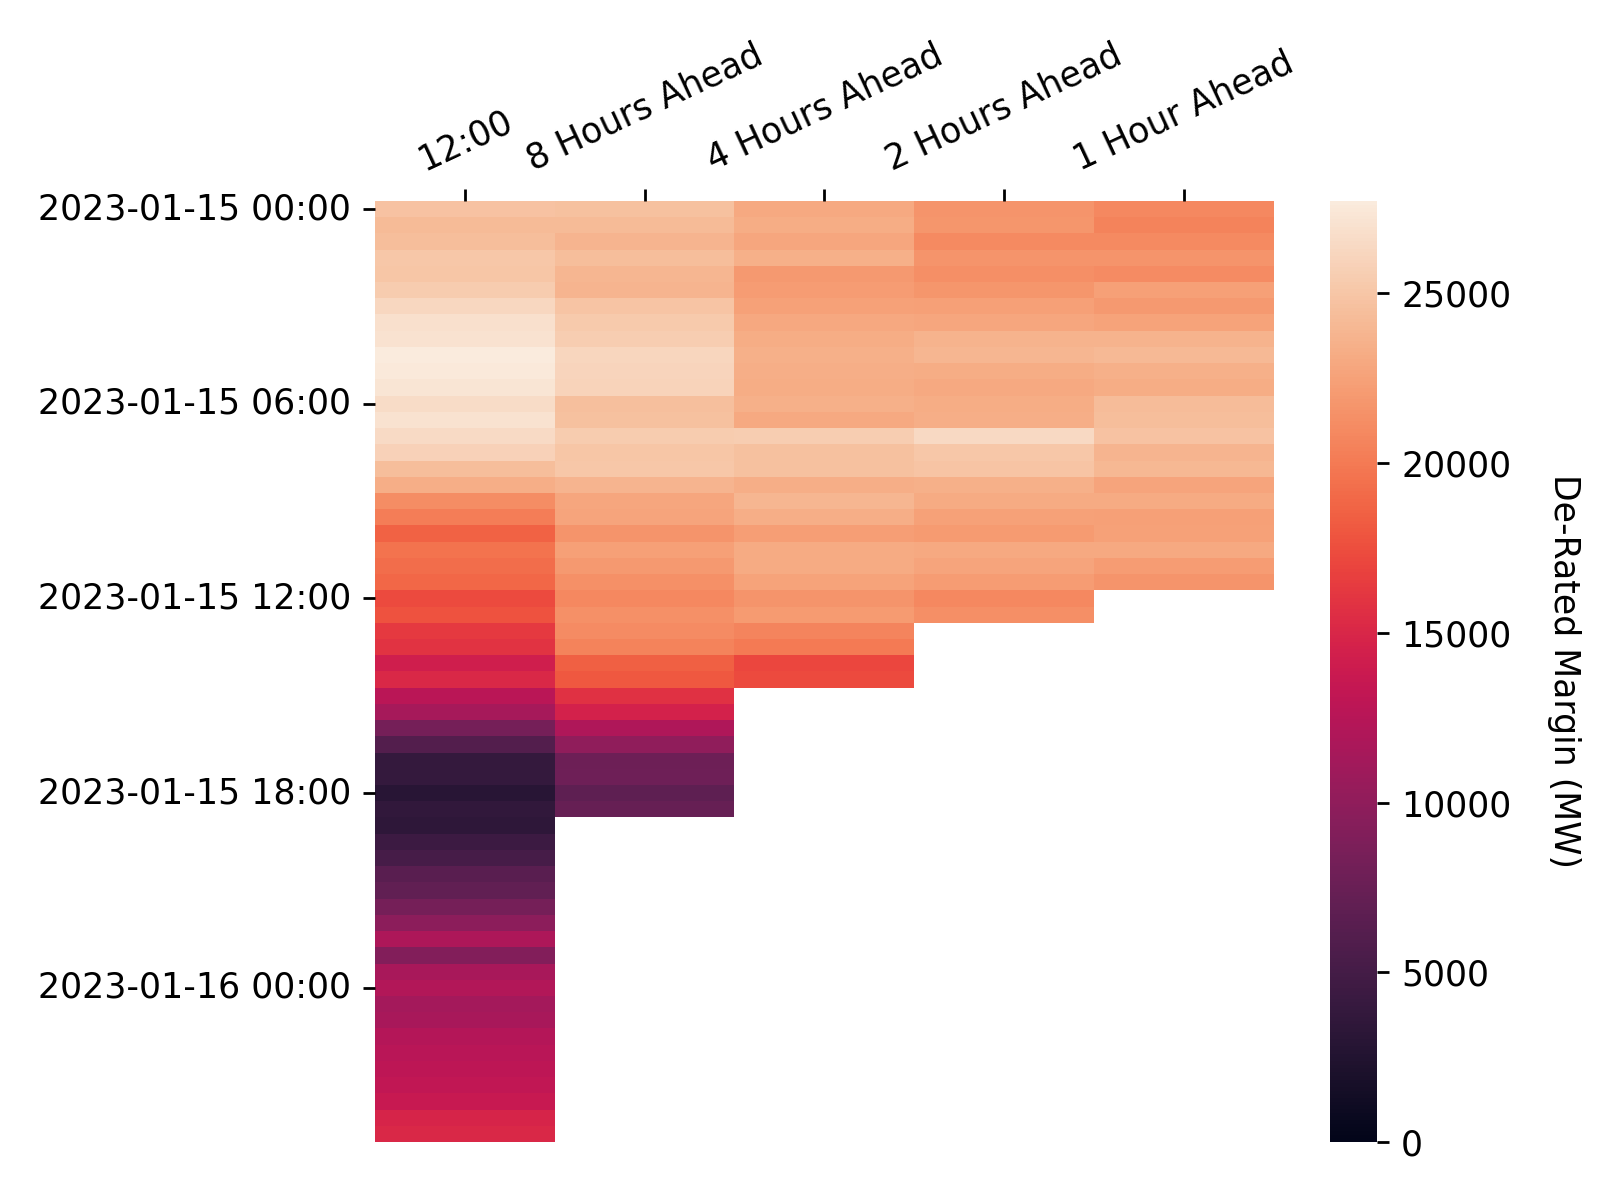 12:00
8 Hours Ahead
4 Hours Ahead
2 Hours Ahead
1 Hour Ahead
2023-01-15 00:00
2023-01-15 06:00
2023-01-15 12:00
2023-01-15 18:00
2023-01-16 00:00
25000
20000
15000
10000
5000
0
De-Rated Margin (MW)